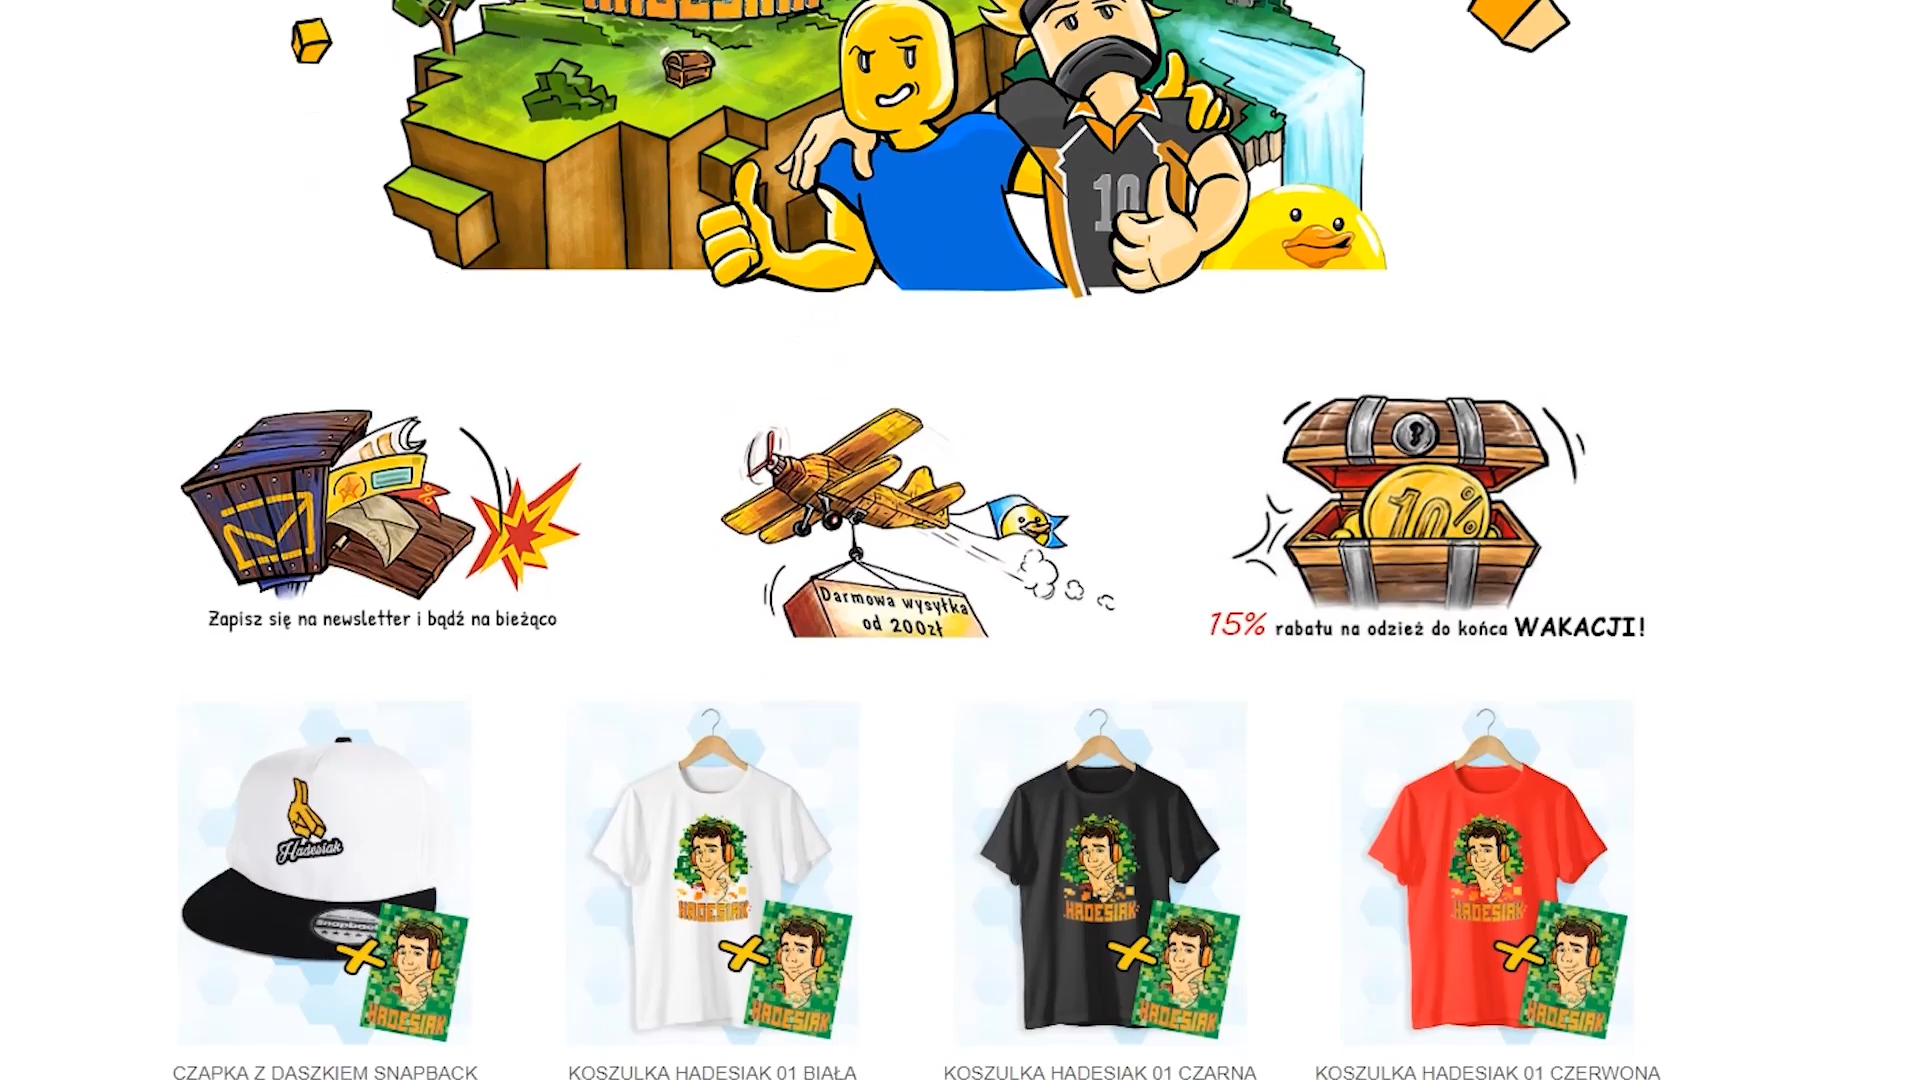 10
Zapisz się na newsletter i bądź na bieżąco
Darmowa wysyłka
od 200zł
10%
15% rabatu na odzież do końca WAKACJI!
Hadesiak
snapback
HADESIAK
HADESIAK
HADESIAK
HADESIAK
HADESIAK
HADESIAK
HADESIAK
CZAPKA Z DASZKIEM SNAPBACK
KOSZULKA HADESIAK 01 BIAŁA
KOSZULKA HADESIAK 01 CZARNA
KOSZULKA HADESIAK 01 CZERWONA